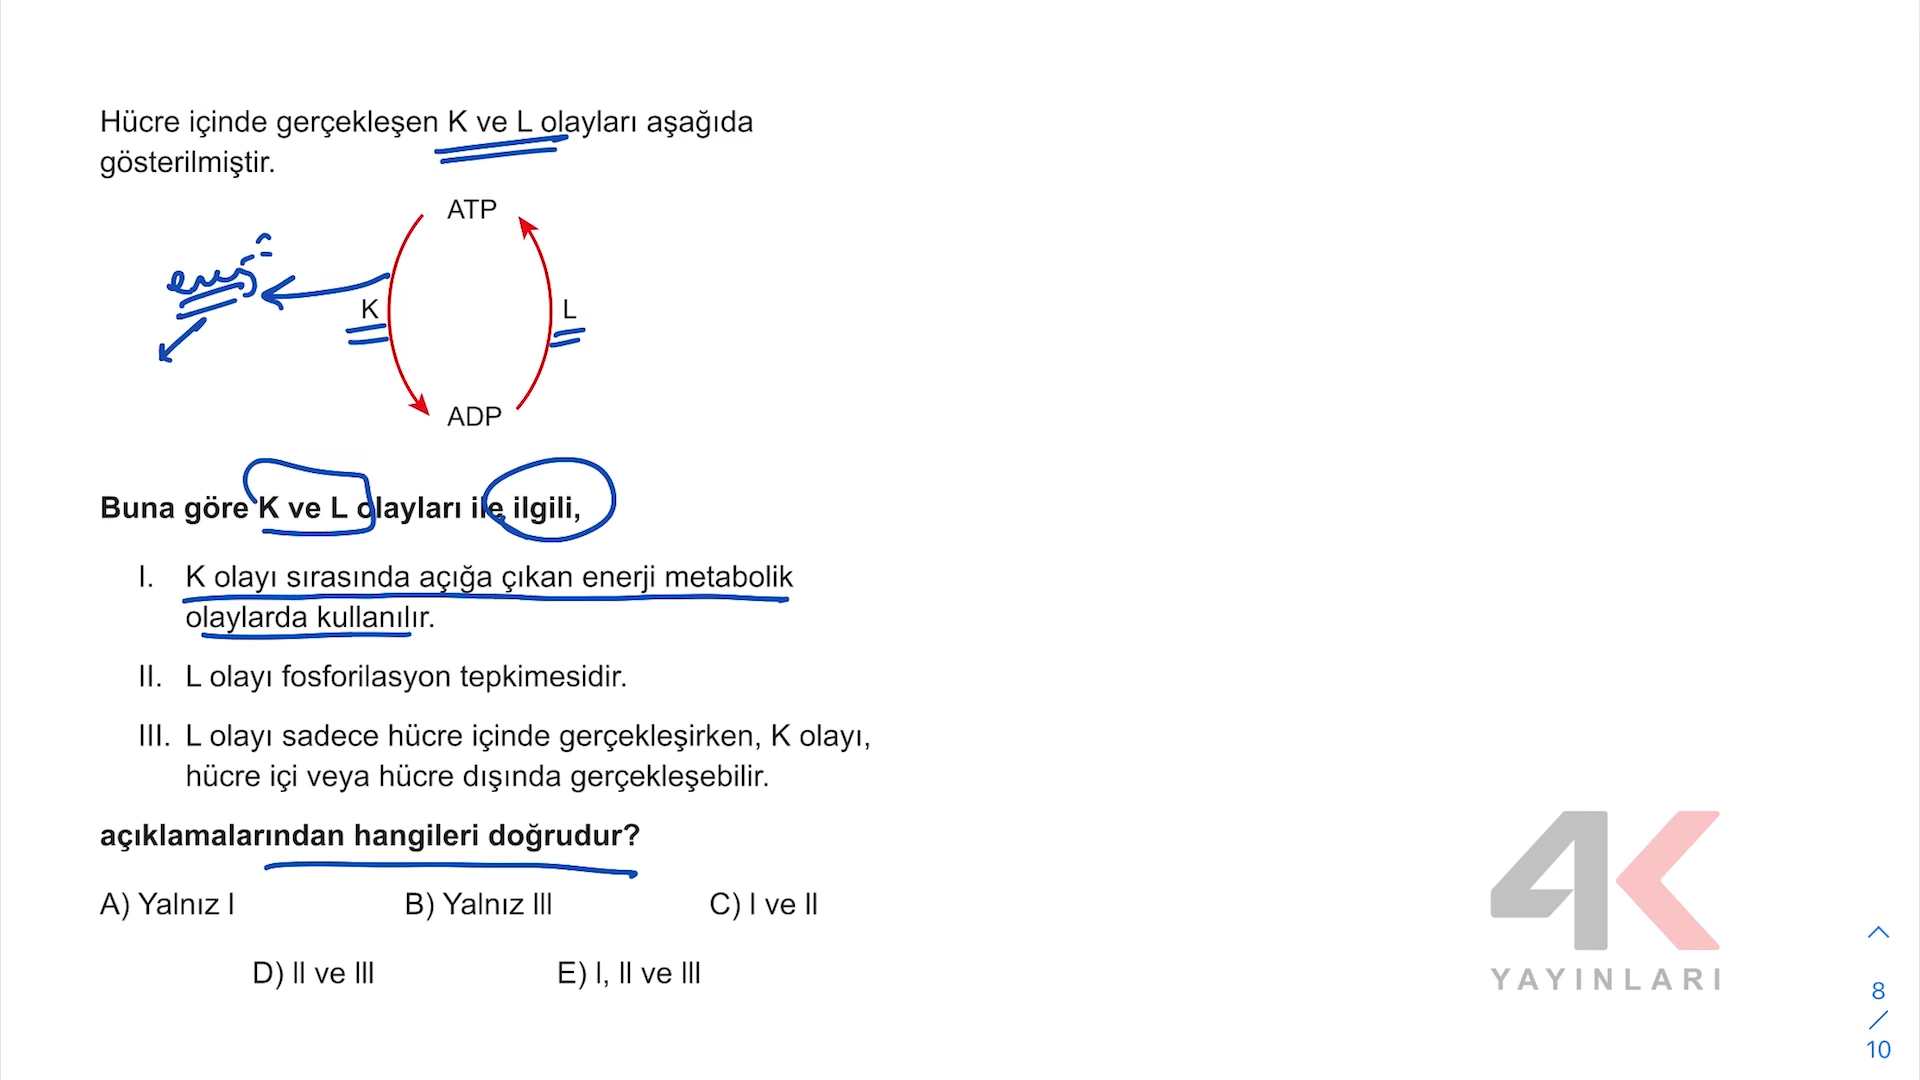 Hücre içinde gerçekleşen K ve L olayları aşağıda
gösterilmiştir.
ATP
enerji
K
L
ADP
Buna göre K ve L olayları ile ilgili,
I. K olayı sırasında açığa çıkan enerji metabolik
olaylarda kullanılır.
II. L olayı fosforilasyon tepkimesidir.
III. L olayı sadece hücre içinde gerçekleşirken, K olayı,
hücre içi veya hücre dışında gerçekleşebilir.
açıklamalarından hangileri doğrudur?
A) Yalnız I B) Yalnız III C) I ve II
D) II ve III E) I, II ve III
4K
YAYINLARI
8
/
10